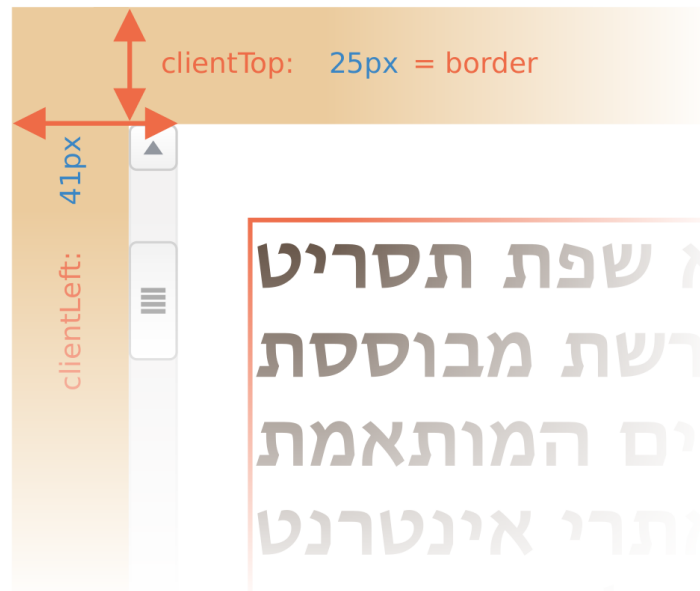 clientTop: 25px = border
clientLeft: 41px
שפת תסריט
מבוססת
המותאמת
אינטרנט